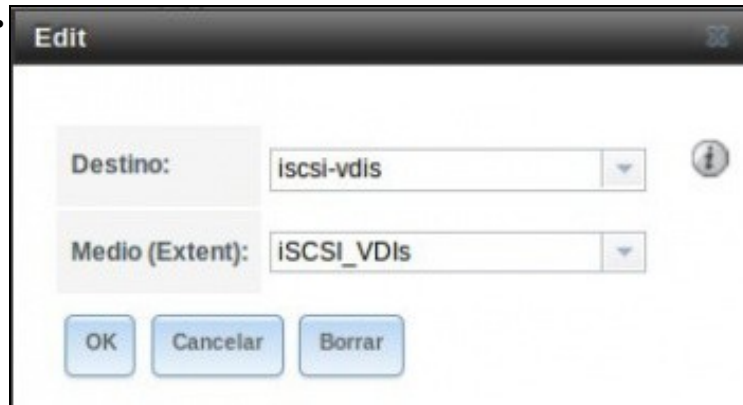 Edit
Destino: iscsi-vdis
Medio (Extent): iSCSI_VDIs
OK Cancelar Borrar